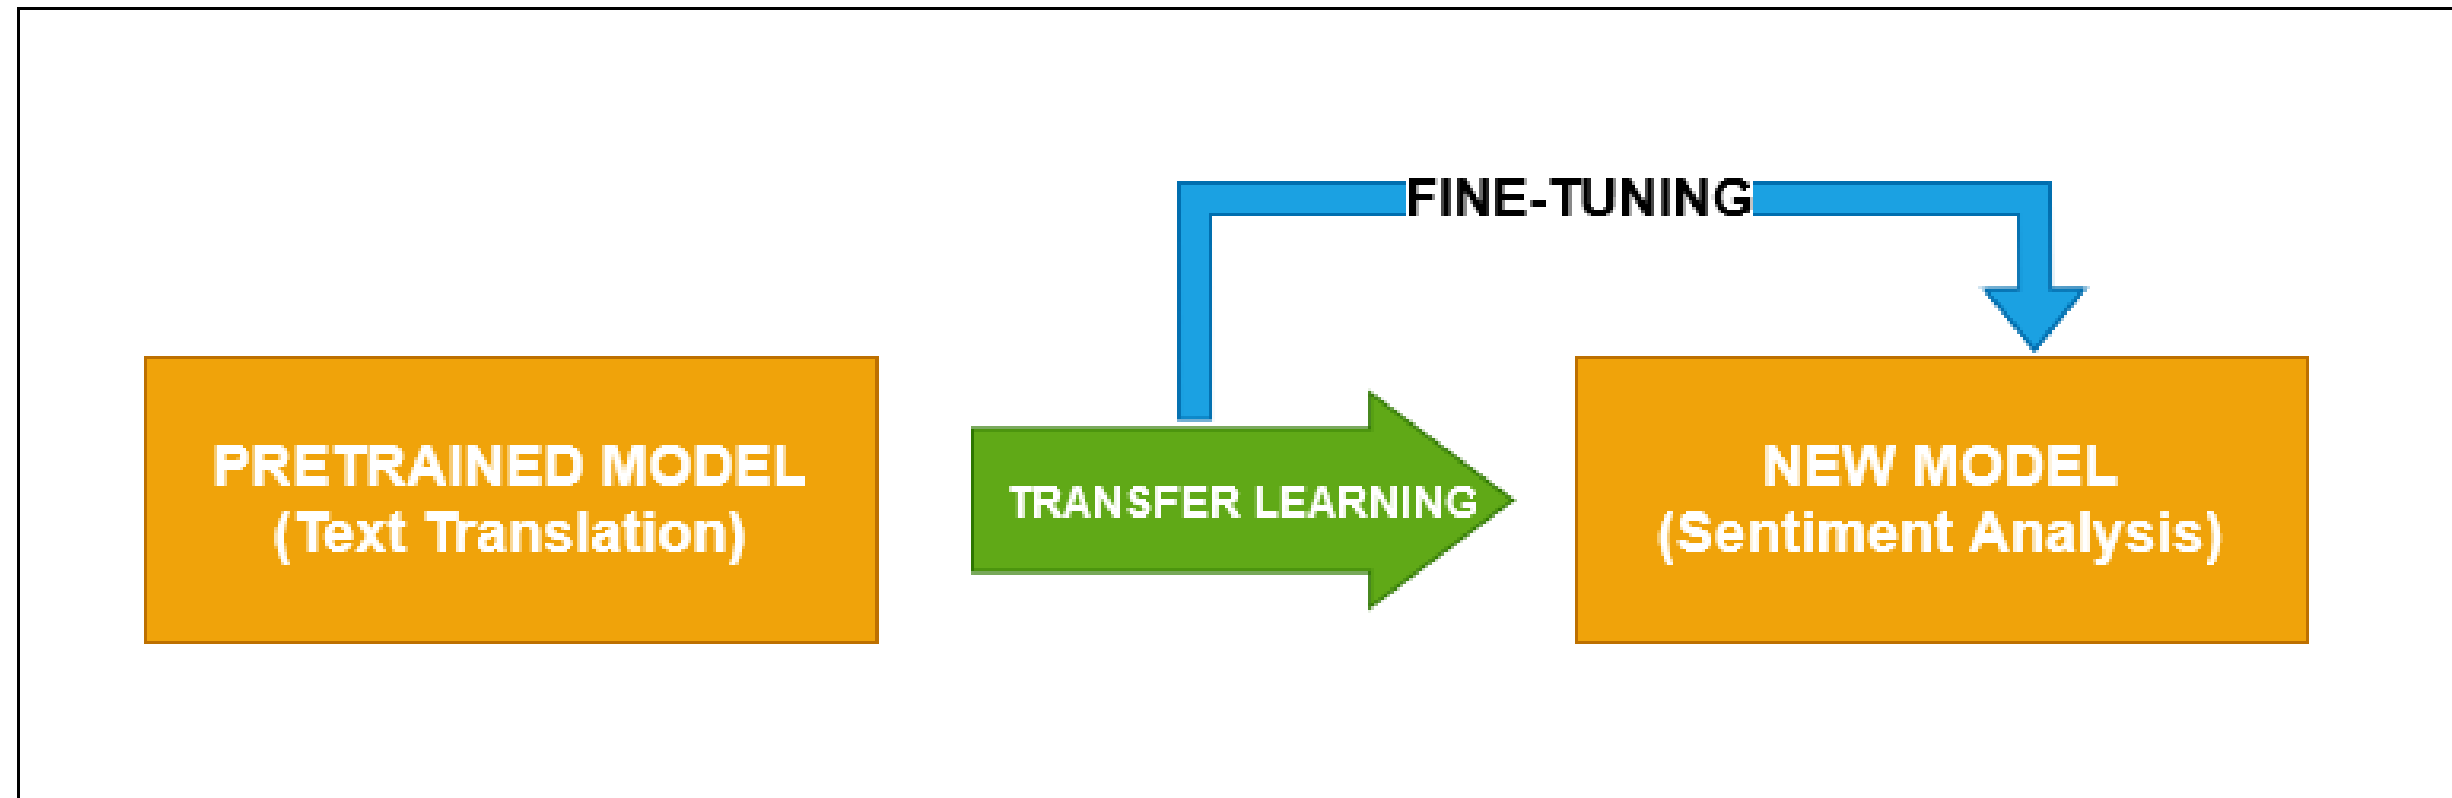 FINE-TUNING
PRETRAINED MODEL
(Text Translation)
TRANSFER LEARNING
NEW MODEL
(Sentiment Analysis)